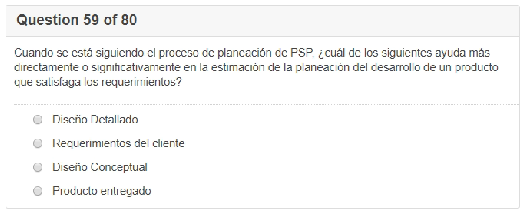 Question 59 of 80
Cuando se está siguiendo el proceso de planeación de PSP, ¿cuál de los siguientes ayuda más
directamente o significativamente en la estimación de la planeación del desarrollo de un producto
que satisfaga los requerimientos?
Diseño Detallado
Requerimientos del cliente
Diseño Conceptual
Producto entregado